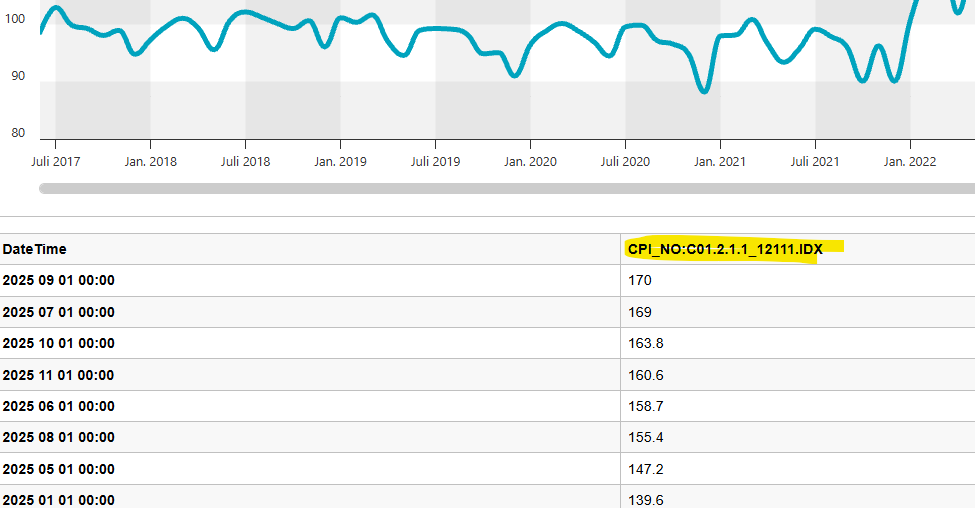 100
90
80
Juli 2017 Jan. 2018 Juli 2018 Jan. 2019 Juli 2019 Jan. 2020 Juli 2020 Jan. 2021 Juli 2021 Jan. 2022
DateTime CPI_NO:C01.2.1.1_12111.IDX
2025 09 01 00:00 170
2025 07 01 00:00 169
2025 10 01 00:00 163.8
2025 11 01 00:00 160.6
2025 06 01 00:00 158.7
2025 08 01 00:00 155.4
2025 05 01 00:00 147.2
2025 01 01 00:00 139.6